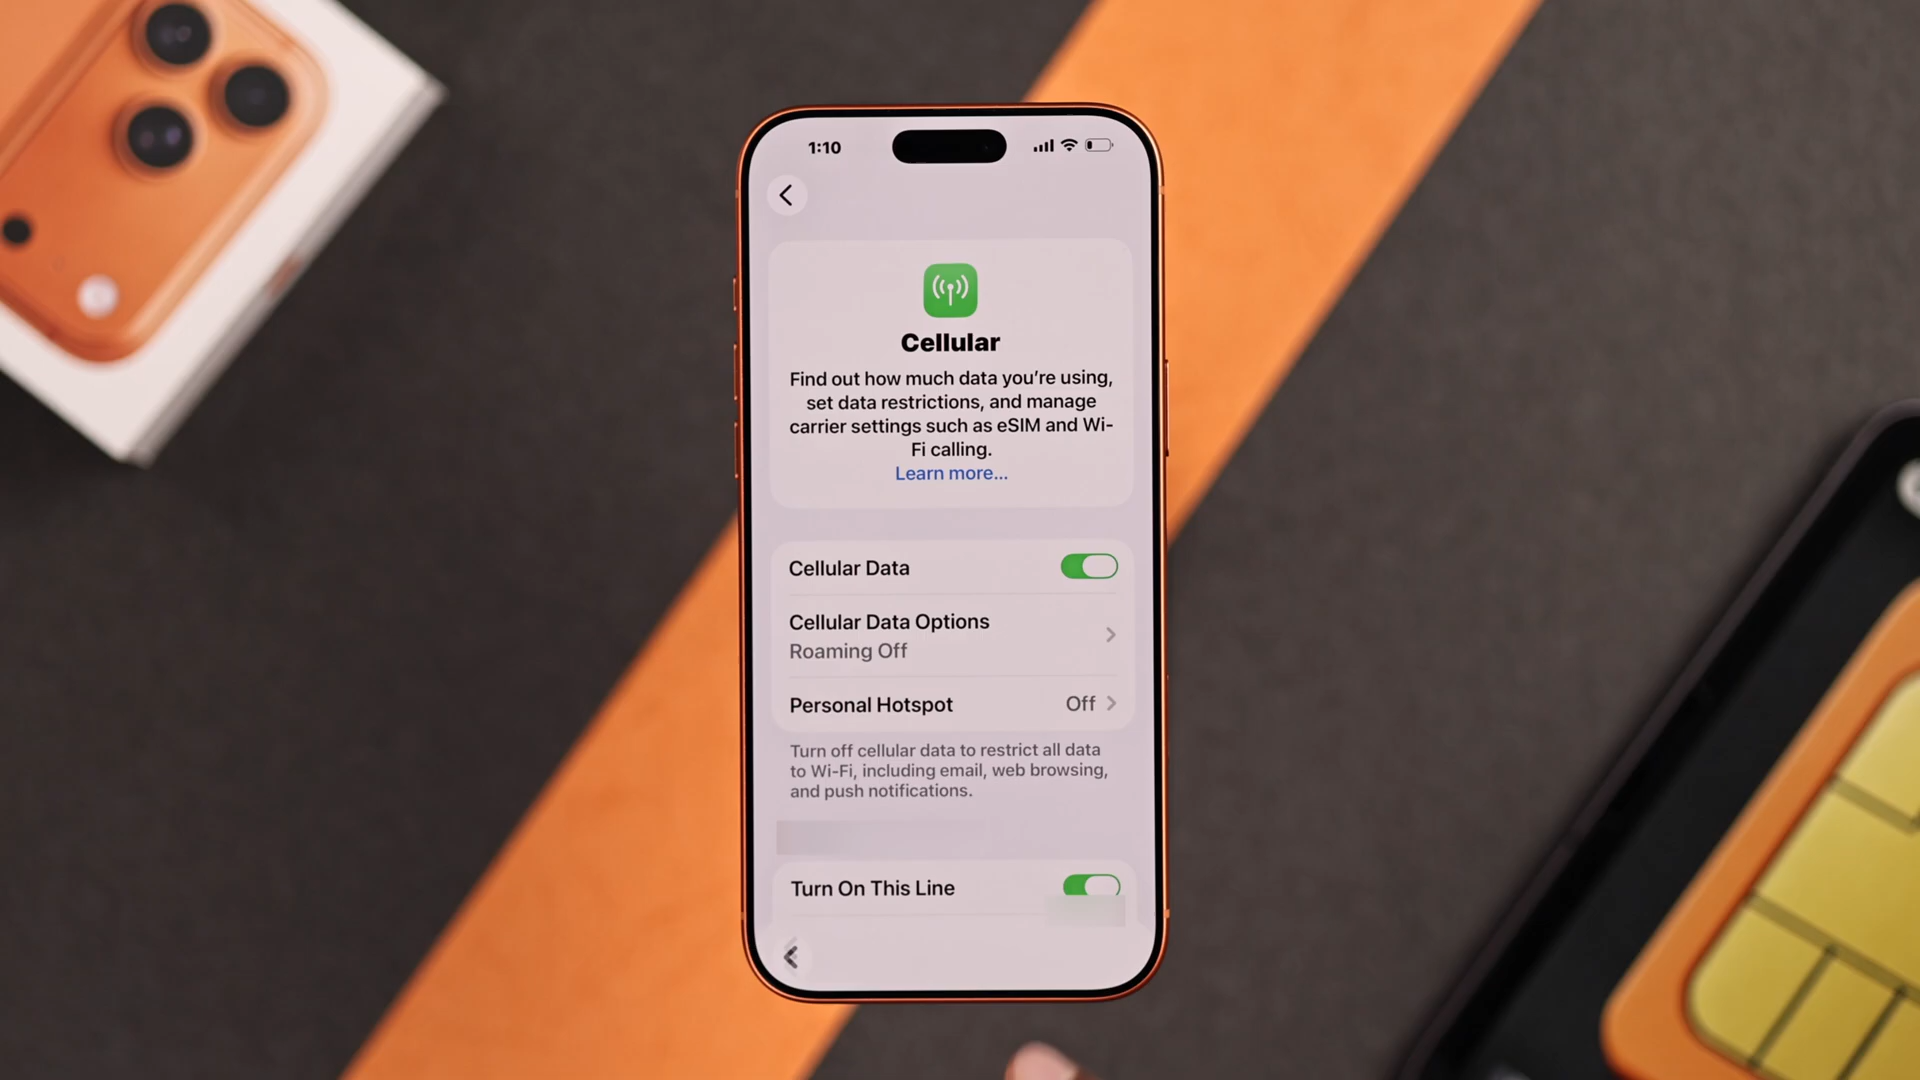 1:10
Cellular
Find out how much data you’re using,
set data restrictions, and manage
carrier settings such as eSIM and Wi-
Fi calling.
Learn more...
Cellular Data
Cellular Data Options
Roaming Off
Personal Hotspot Off
Turn off cellular data to restrict all data
to Wi-Fi, including email, web browsing,
and push notifications.
Turn On This Line